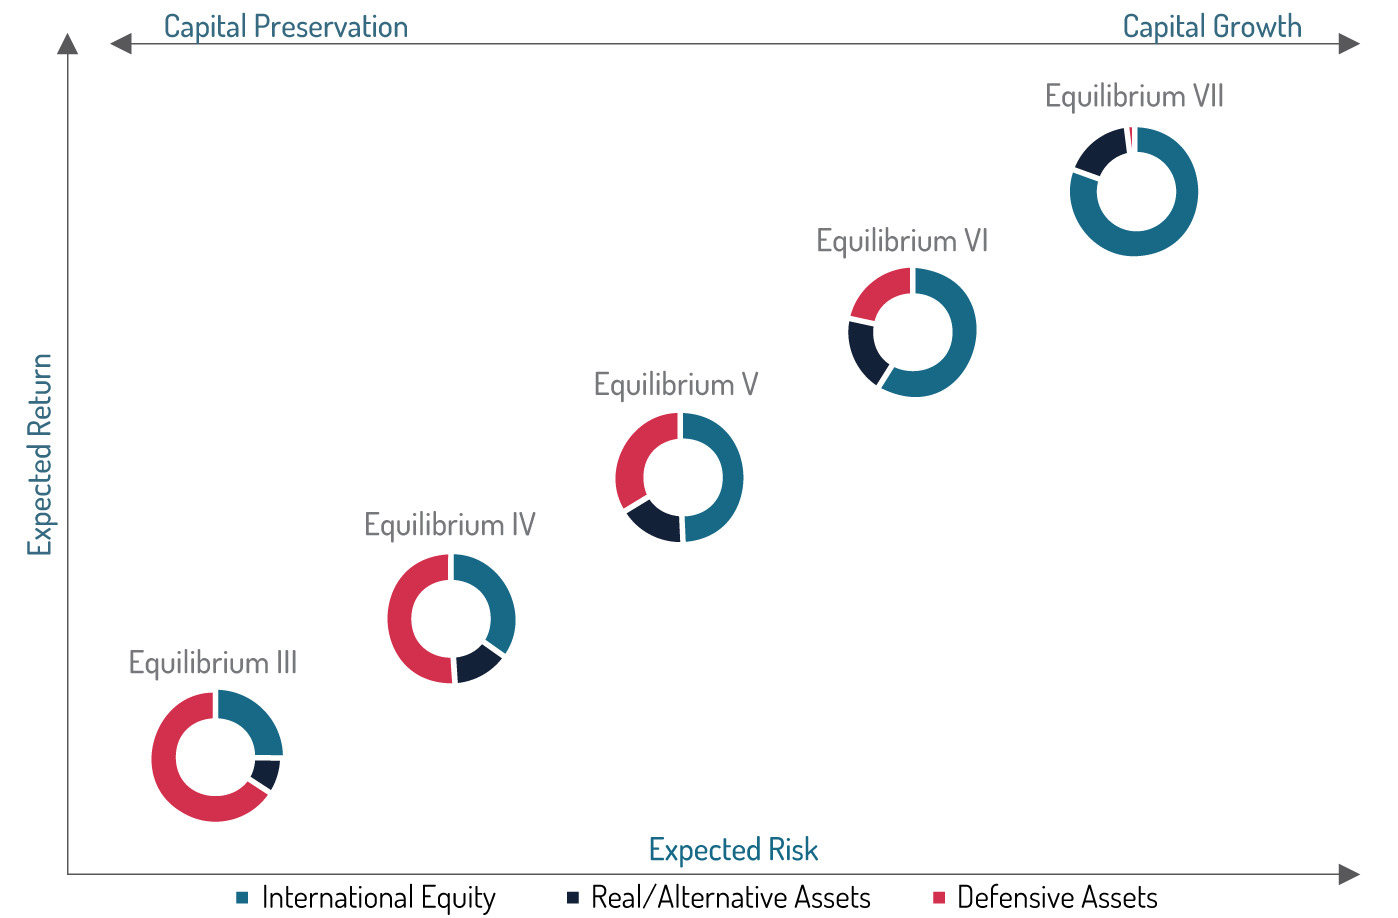 Capital Preservation
Capital Growth
Equilibrium VII
Equilibrium VI
Equilibrium V
Equilibrium IV
Equilibrium III
Expected Return
Expected Risk
International Equity
Real/Alternative Assets
Defensive Assets